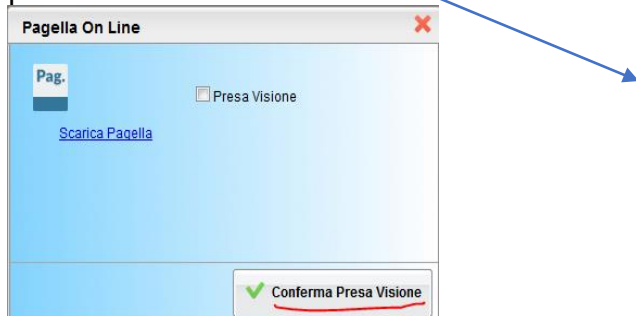 Pagella On Line
Pag.
Presa Visione
Scarica Pagella
Conferma Presa Visione